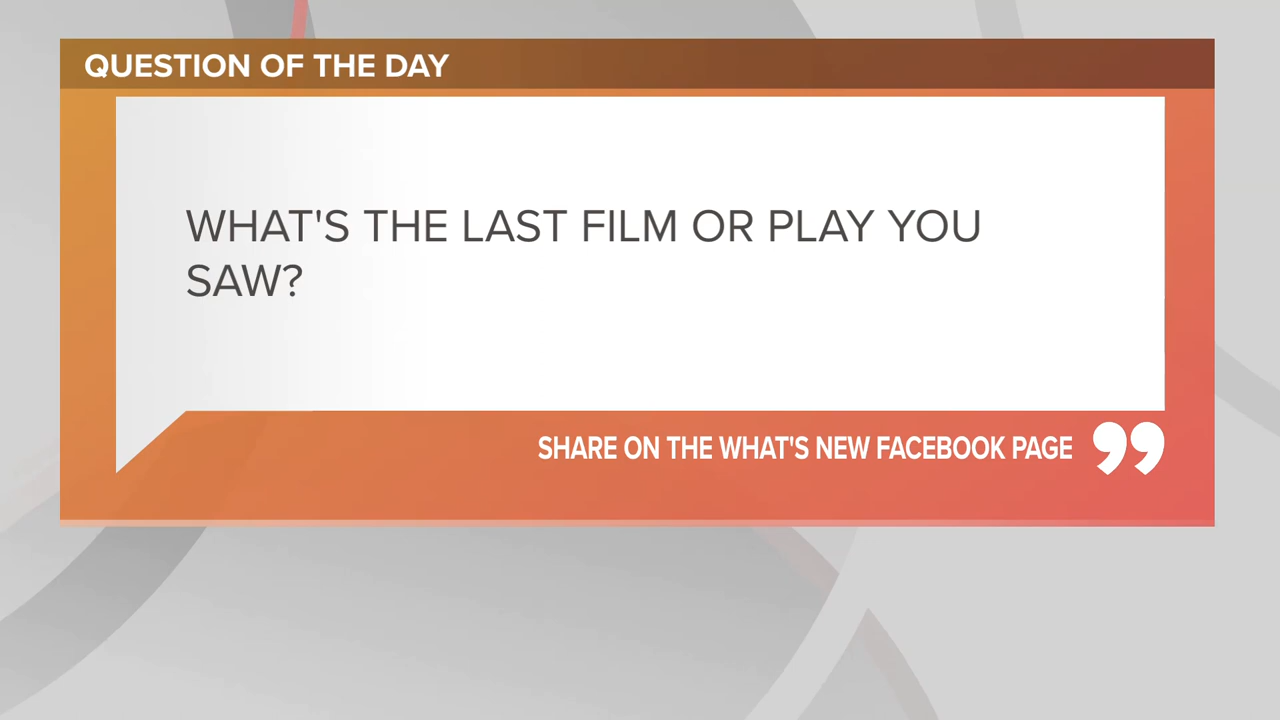 QUESTION OF THE DAY
WHAT'S THE LAST FILM OR PLAY YOU
SAW?
SHARE ON THE WHAT'S NEW FACEBOOK PAGE